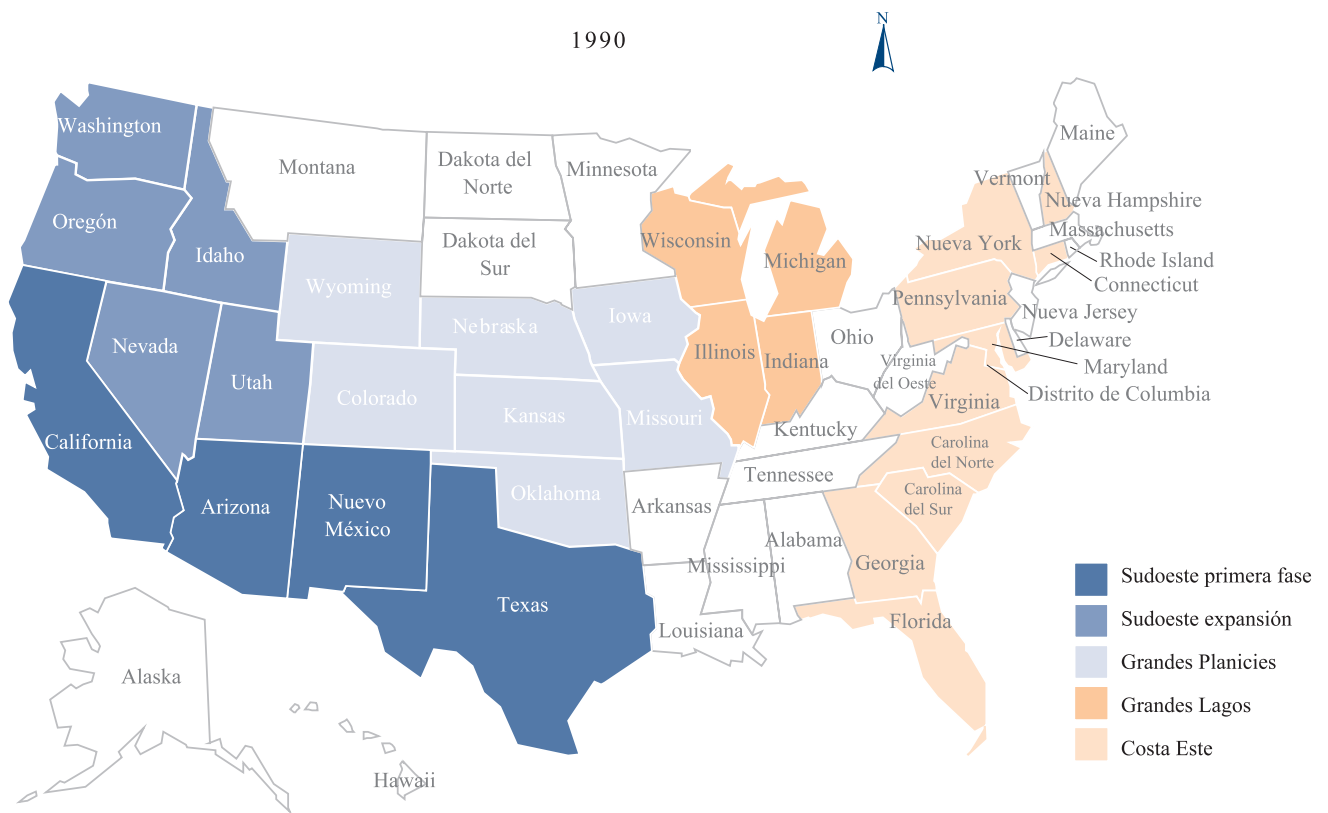 N
1990
Washington
Montana
Dakota del
Norte
Minnesota
Maine
Vermont
Nueva Hampshire
Oregón
Idaho
Dakota del
Sur
Wisconsin
Michigan
Nueva York
Massachusetts
Rhode Island
Connecticut
Wyoming
Nebraska
Iowa
Pennsylvania
Nueva Jersey
Nevada
Utah
Colorado
Kansas
Missouri
Illinois
Indiana
Ohio
Virginia
del Oeste
Delaware
Maryland
Distrito de Columbia
Virginia
California
Arizona
Nuevo
México
Oklahoma
Arkansas
Kentucky
Tennessee
Carolina
del Norte
Carolina
del Sur
Mississippi
Alabama
Georgia
Texas
Louisiana
Florida
Alaska
Hawaii
Sudoeste primera fase
Sudoeste expansión
Grandes Planicies
Grandes Lagos
Costa Este